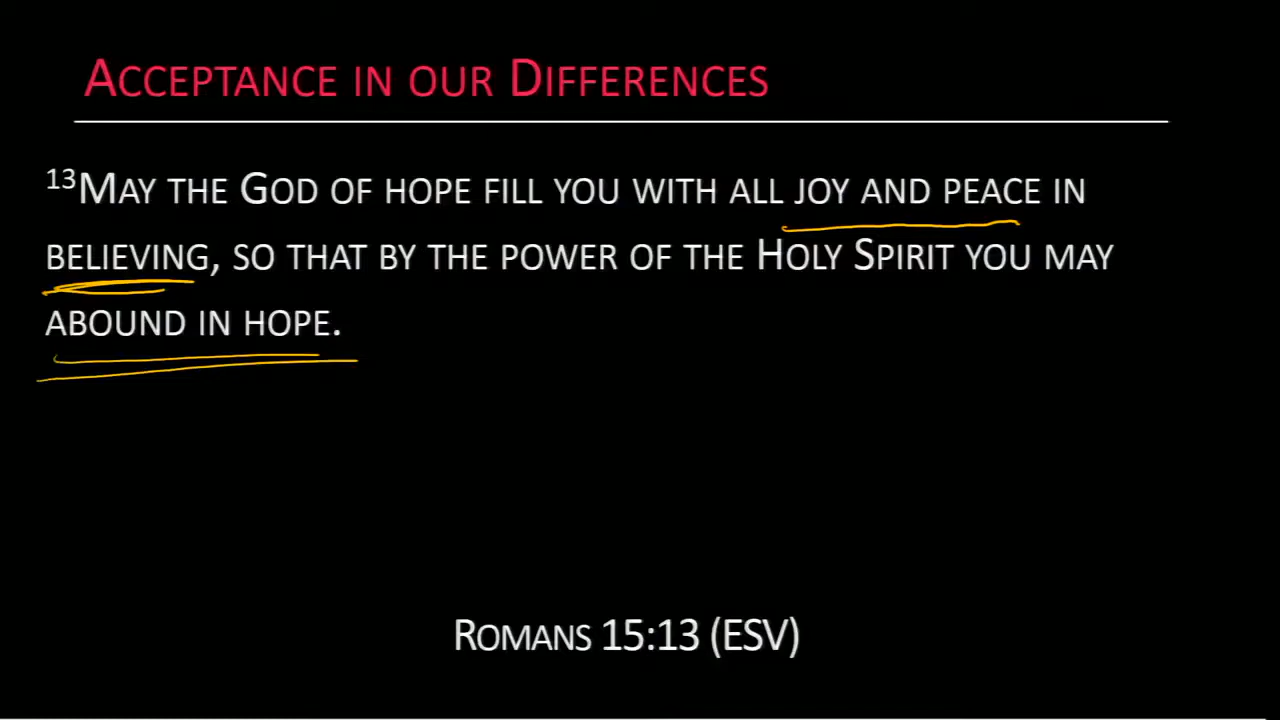 Acceptance in our Differences
13May the God of hope fill you with all joy and peace in
believing, so that by the power of the Holy Spirit you may
abound in hope.
Romans 15:13 (ESV)